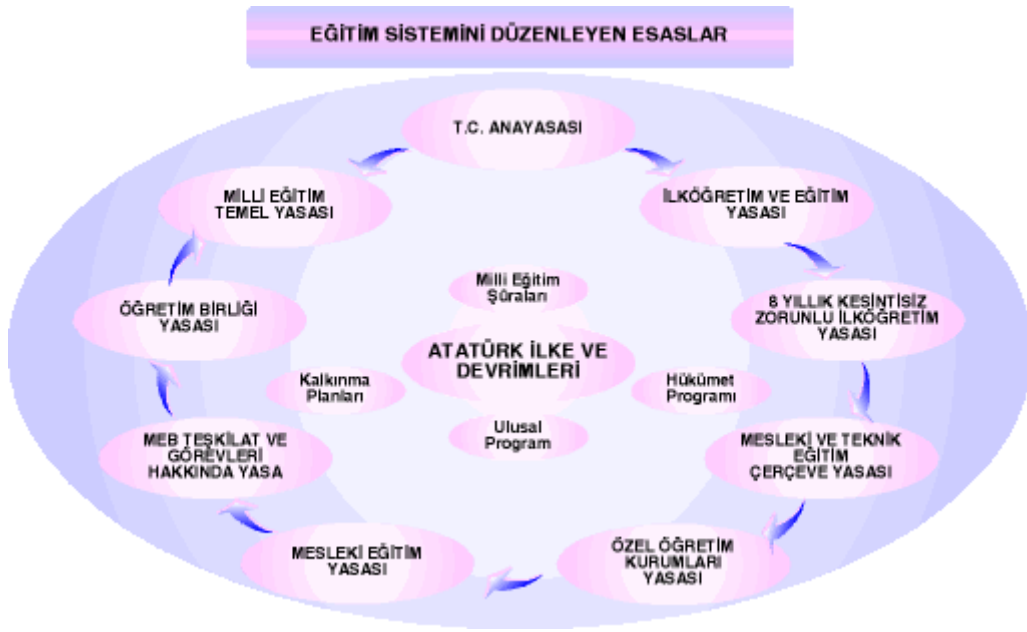 EĞİTİM SİSTEMİNİ DÜZENLEYEN ESASLAR
T.C. ANAYASASI
MİLLİ EĞİTİM
TEMEL YASASI
İLKÖĞRETİM VE EĞİTİM
YASASI
Milli Eğitim
Şûraları
ÖĞRETİM BİRLİĞİ
YASASI
8 YILLIK KESİNTİSİZ
ZORUNLU İLKÖĞRETİM
YASASI
ATATÜRK İLKE VE
DEVRİMLERİ
Kalkınma
Planları
Hükümet
Programı
Ulusal
Program
MEB TEŞKİLAT VE
GÖREVLERİ
HAKKINDA YASA
MESLEKİ VE TEKNİK
EĞİTİM
ÇERÇEVE YASASI
MESLEKİ EĞİTİM
YASASI
ÖZEL ÖĞRETİM
KURUMLARI
YASASI